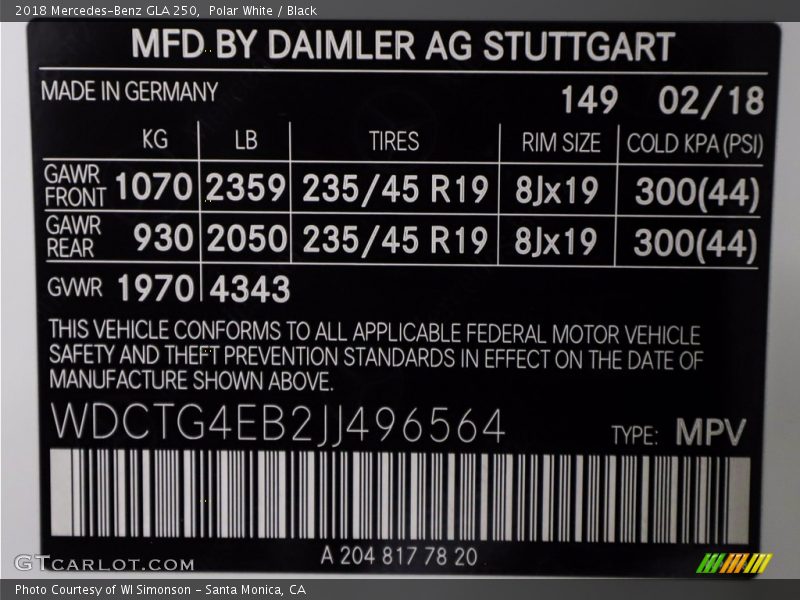 2018 Mercedes-Benz GLA 250,  Polar White / Black
MFD BY DAIMLER AG STUTTGART
MADE IN GERMANY 149 02/18
KG LB TIRES RIM SIZE COLD KPA (PSI)
GAWR FRONT 1070 2359 235/45 R19 8Jx19 300(44)
GAWR REAR 930 2050 235/45 R19 8Jx19 300(44)
GVWR 1970 4343
THIS VEHICLE CONFORMS TO ALL APPLICABLE FEDERAL MOTOR VEHICLE
SAFETY AND THEFT PREVENTION STANDARDS IN EFFECT ON THE DATE OF
MANUFACTURE SHOWN ABOVE.
WDCTG4EB2JJ496564 TYPE: MPV
A 204 817 78 20
GTCARLOT.COM
Photo Courtesy of WI Simonson - Santa Monica, CA